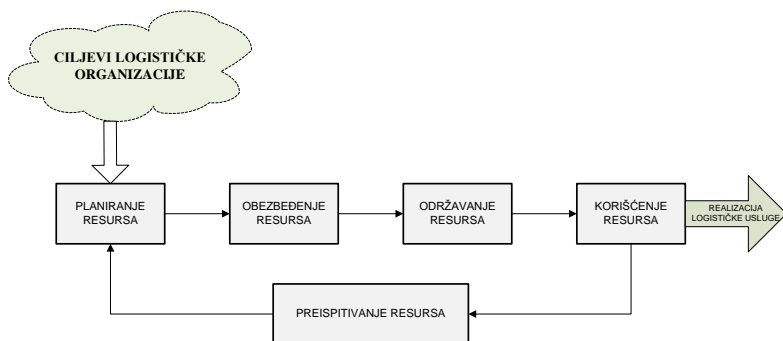 CILJEVI LOGISTIČKE
ORGANIZACIJE
PLANIRANJE
RESURSA
OBEZBEĐENJE
RESURSA
ODRŽAVANJE
RESURSA
KORIŠĆENJE
RESURSA
REALIZACIJA
LOGISTIČKE USLUGE
PREISPITIVANJE RESURSA